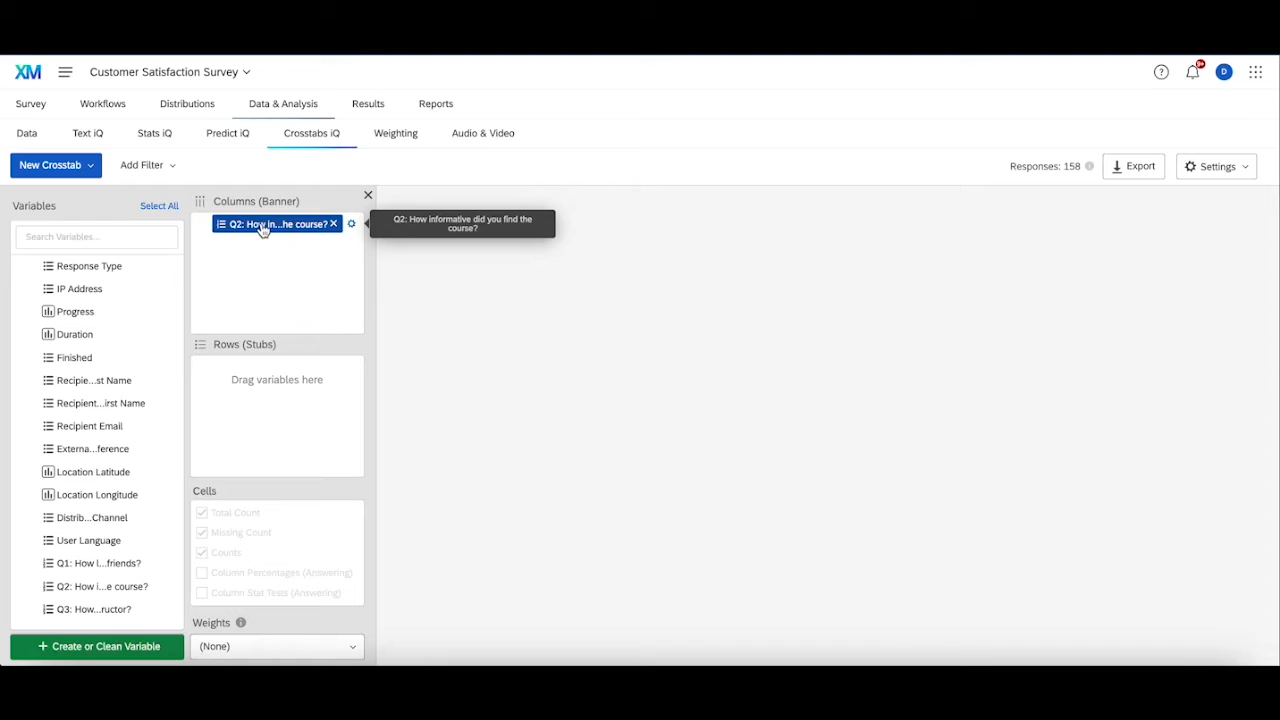 XM
Customer Satisfaction Survey
9+
D
Survey
Workflows
Distributions
Data & Analysis
Results
Reports
Data
Text iQ
Stats iQ
Predict iQ
Crosstabs iQ
Weighting
Audio & Video
New Crosstab
Add Filter
Responses: 158
Export
Settings
Variables
Select All
Search Variables...
Response Type
IP Address
Progress
Duration
Finished
Recipie...st Name
Recipient...irst Name
Recipient Email
Externa...ference
Location Latitude
Location Longitude
Distrib...Channel
User Language
Q1: How l...friends?
Q2: How i...e course?
Q3: How...ructor?
+ Create or Clean Variable
Columns (Banner)
Q2: How in...he course?
Q2: How informative did you find the
course?
Rows (Stubs)
Drag variables here
Cells
Total Count
Missing Count
Counts
Column Percentages (Answering)
Column Stat Tests (Answering)
Weights
(None)